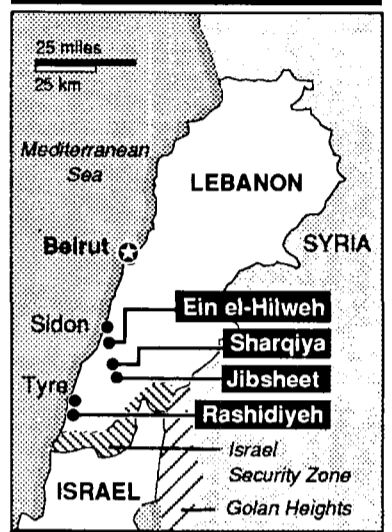 25 miles
25 km
Mediterranean
Sea
LEBANON
SYRIA
Beirut
Ein el-Hilweh
Sidon
Sharqiya
Jibsheet
Tyre
Rashidiyeh
Israel
Security Zone
ISRAEL
Golan Heights